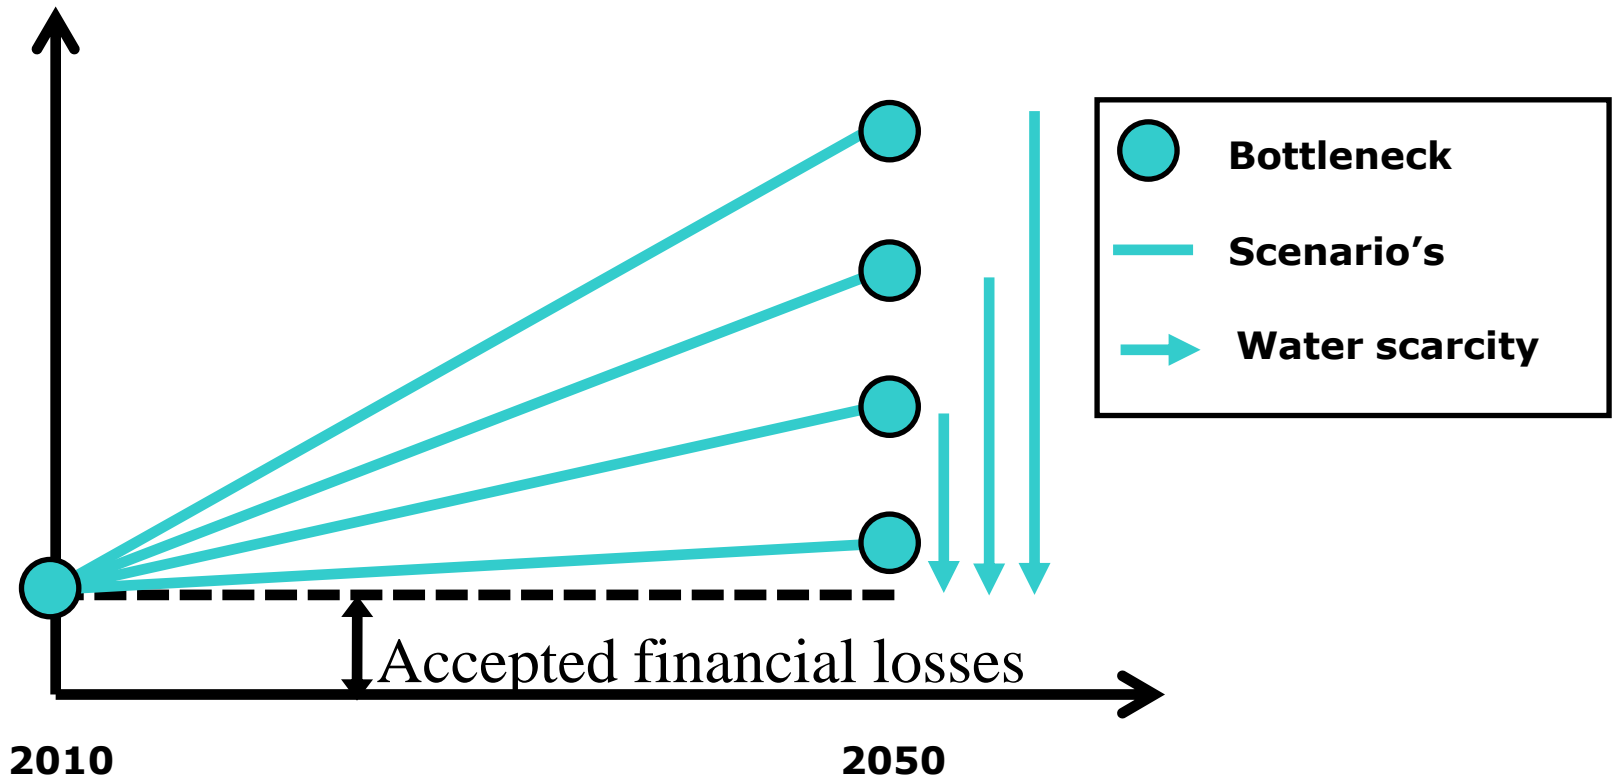 Bottleneck
Scenario’s
Water scarcity
Accepted financial losses
2010
2050